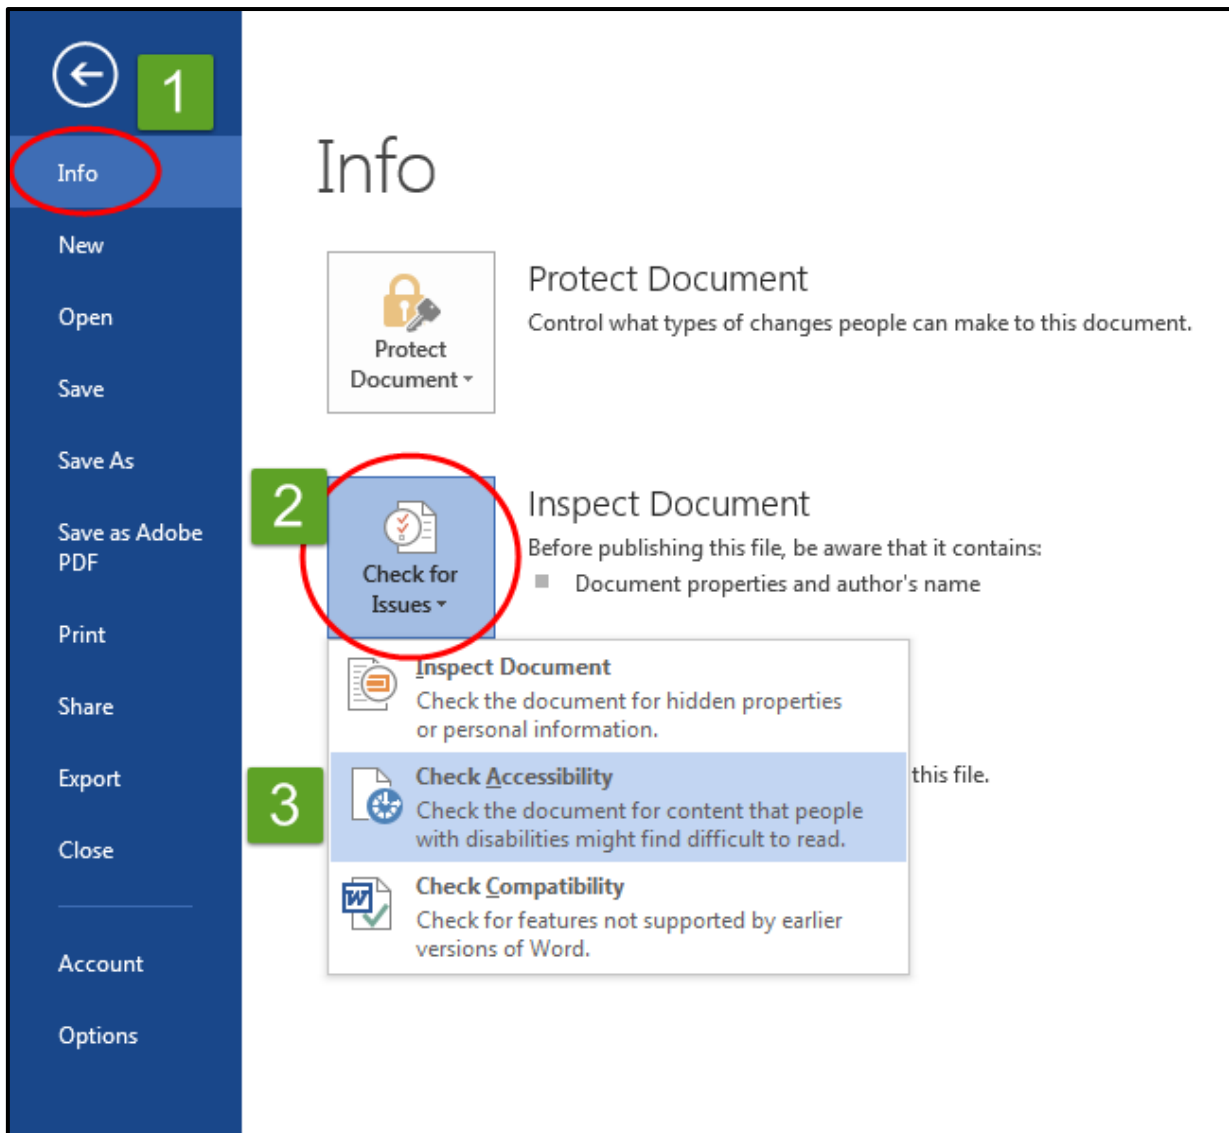 1
Info
New
Open
Save
Save As
Save as Adobe
PDF
Print
Share
Export
Close
Account
Options
Info
Protect
Document
Protect Document
Control what types of changes people can make to this document.
2
Check for
Issues
Inspect Document
Before publishing this file, be aware that it contains:
Document properties and author's name
Inspect Document
Check the document for hidden properties
or personal information.
3
Check Accessibility
Check the document for content that people
with disabilities might find difficult to read.
this file.
Check Compatibility
Check for features not supported by earlier
versions of Word.